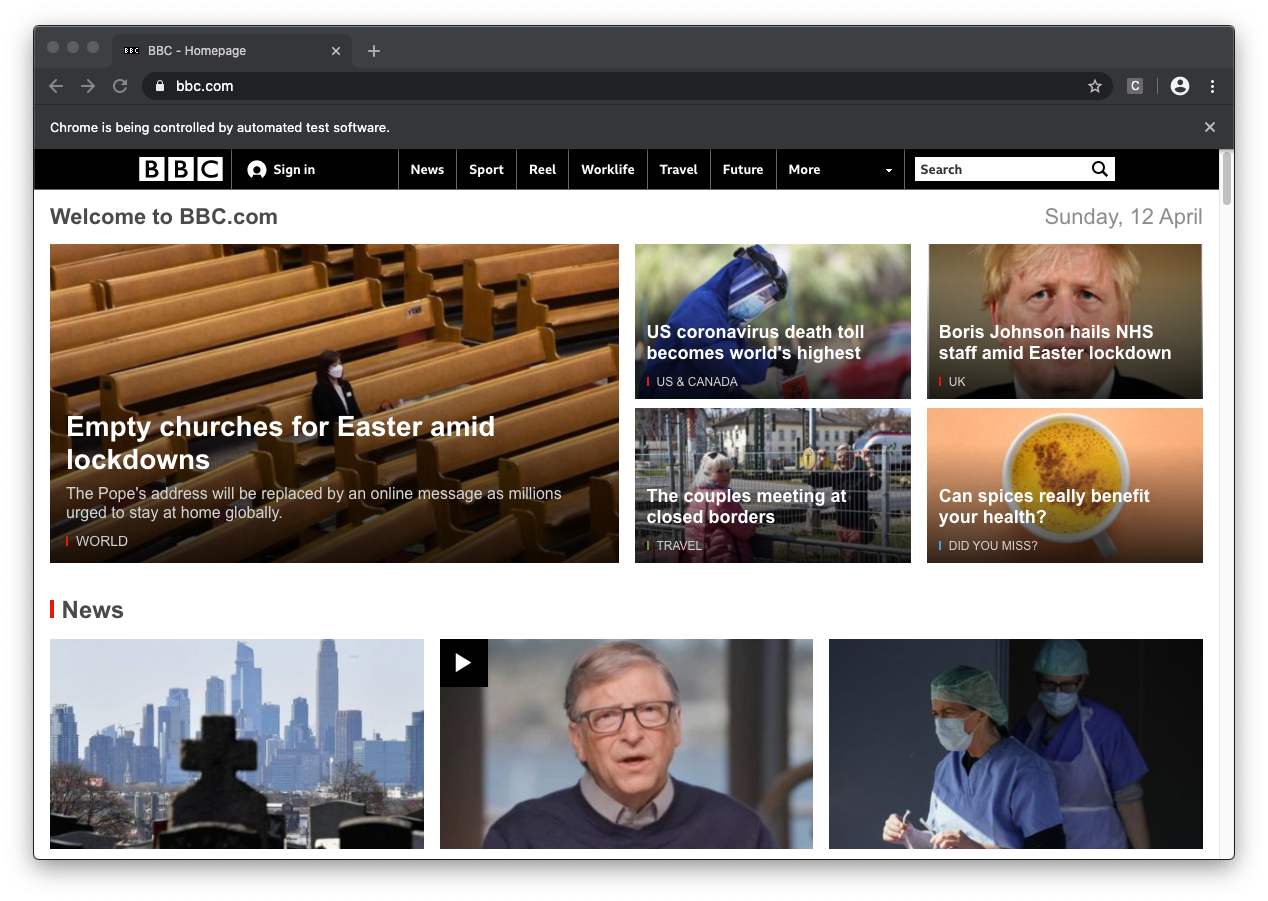 BBC
BBC - Homepage
bbc.com
C
Chrome is being controlled by automated test software.
BBC
Sign in
News
Sport
Reel
Worklife
Travel
Future
More
Search
Welcome to BBC.com
Sunday, 12 April
Empty churches for Easter amid
lockdowns
The Pope's address will be replaced by an online message as millions
urged to stay at home globally.
WORLD
US coronavirus death toll
becomes world's highest
US & CANADA
Boris Johnson hails NHS
staff amid Easter lockdown
UK
The couples meeting at
closed borders
TRAVEL
Can spices really benefit
your health?
DID YOU MISS?
News